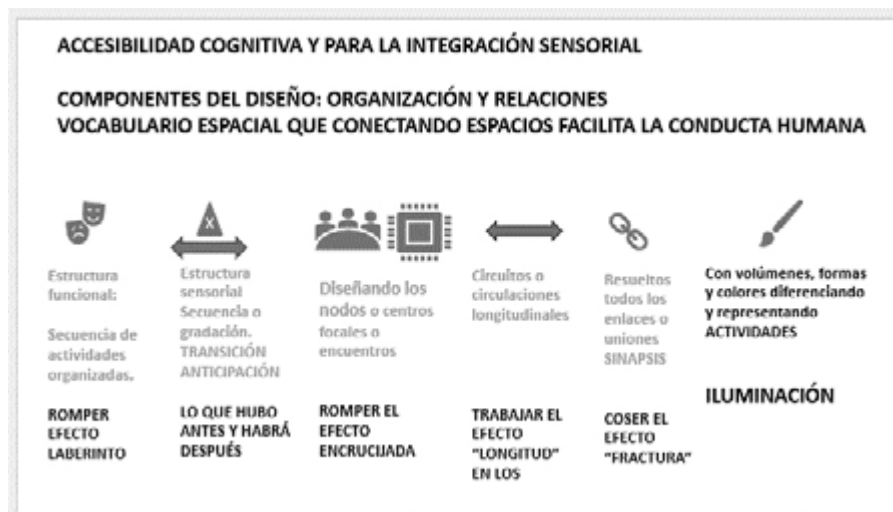 ACCESIBILIDAD COGNITIVA Y PARA LA INTEGRACIÓN SENSORIAL
COMPONENTES DEL DISEÑO: ORGANIZACIÓN Y RELACIONES
VOCABULARIO ESPACIAL QUE CONECTANDO ESPACIOS FACILITA LA CONDUCTA HUMANA
Estructura
funcional:
Secuencia de
actividades
organizadas.
ROMPER
EFECTO
LABERINTO
X
Estructura
sensorial
Secuencia o
gradación.
TRANSICIÓN
ANTICIPACIÓN
LO QUE HUBO
ANTES Y HABRÁ
DESPUÉS
Diseñando los
nodos o centros
focales o
encuentros
ROMPER EL
EFECTO
ENCRUCIJADA
Circuitos o
circulaciones
longitudinales
TRABAJAR EL
EFECTO
"LONGITUD"
EN LOS
Resueltos
todos los
enlaces o
uniones
SINAPSIS
COSER EL
EFECTO
"FRACTURA"
Con volúmenes, formas
y colores diferenciando
y representando
ACTIVIDADES
ILUMINACIÓN